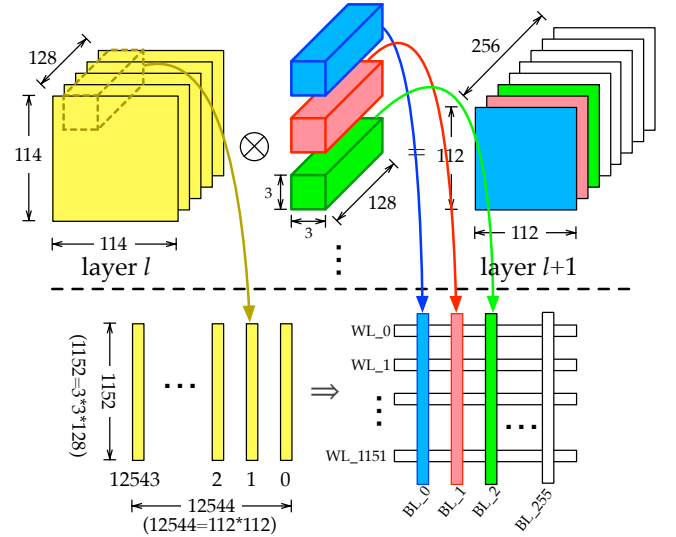 128
114
114
layer l
3
3
128
=
256
112
112
layer l+1
1152
(1152=3*3*128)
12543
2
1
0
12544
(12544=112*112)
WL_0
WL_1
WL_1151
BL_0
BL_1
BL_2
BL_255